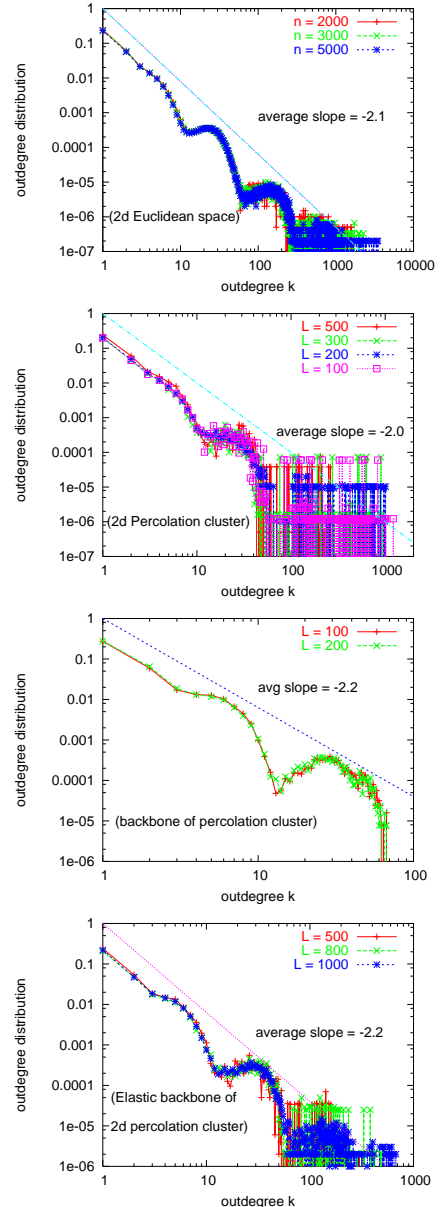 1
0.1
0.01
0.001
0.0001
1e-05
1e-06
1e-07
outdegree distribution
n = 2000
n = 3000
n = 5000
average slope = -2.1
(2d Euclidean space)
1 10 100 1000 10000
outdegree k
1
0.1
0.01
0.001
0.0001
1e-05
1e-06
1e-07
outdegree distribution
L = 500
L = 300
L = 200
L = 100
average slope = -2.0
(2d Percolation cluster)
1 10 100 1000
outdegree k
1
0.1
0.01
0.001
0.0001
1e-05
1e-06
outdegree distribution
L = 100
L = 200
avg slope = -2.2
(backbone of percolation cluster)
1 10 100
outdegree k
1
0.1
0.01
0.001
0.0001
1e-05
1e-06
outdegree distribution
L = 500
L = 800
L = 1000
average slope = -2.2
(Elastic backbone of
2d percolation cluster)
1 10 100 1000
outdegree k